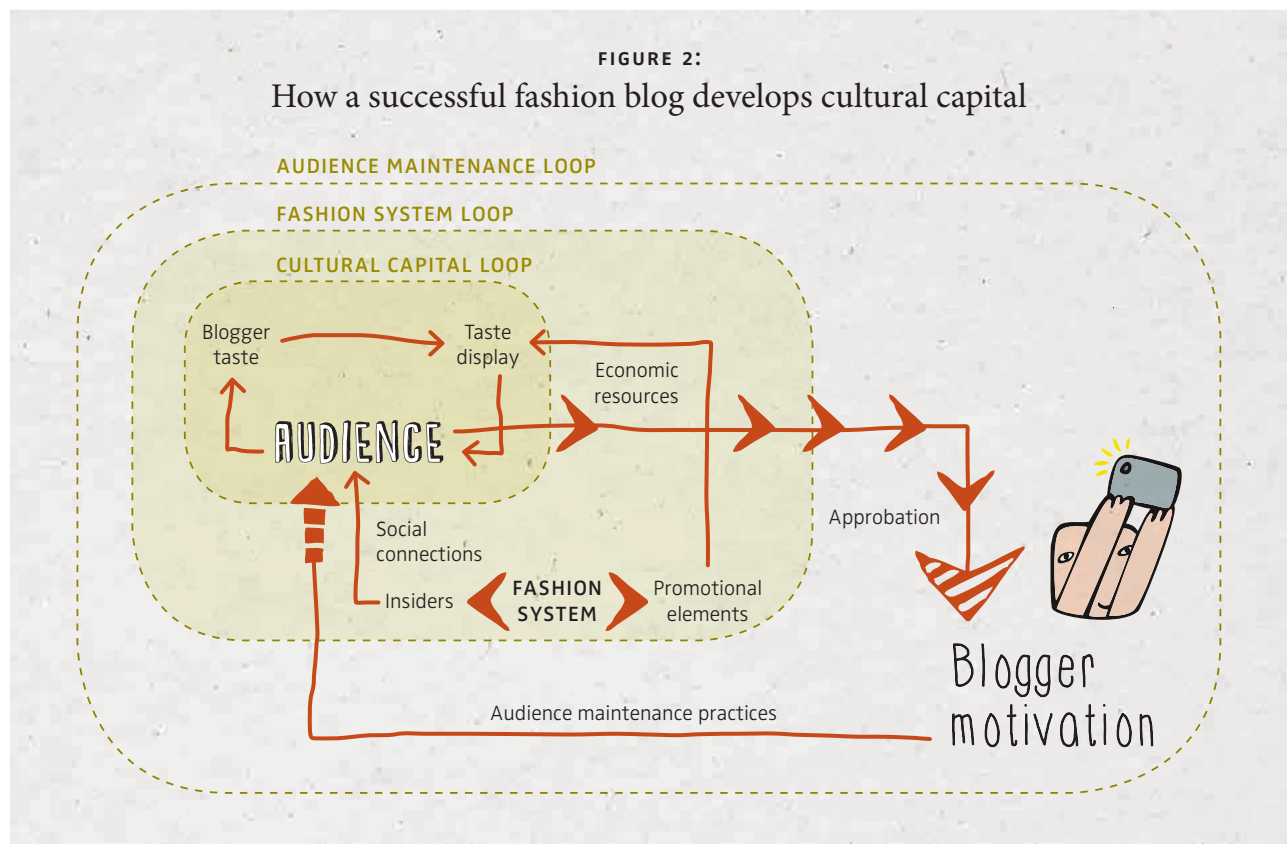 FIGURE 2:
How a successful fashion blog develops cultural capital
AUDIENCE MAINTENANCE LOOP
FASHION SYSTEM LOOP
CULTURAL CAPITAL LOOP
Blogger
taste
Taste
display
Economic
resources
AUDIENCE
Approbation
Social
connections
Insiders
FASHION
SYSTEM
Promotional
elements
Blogger
motivation
Audience maintenance practices